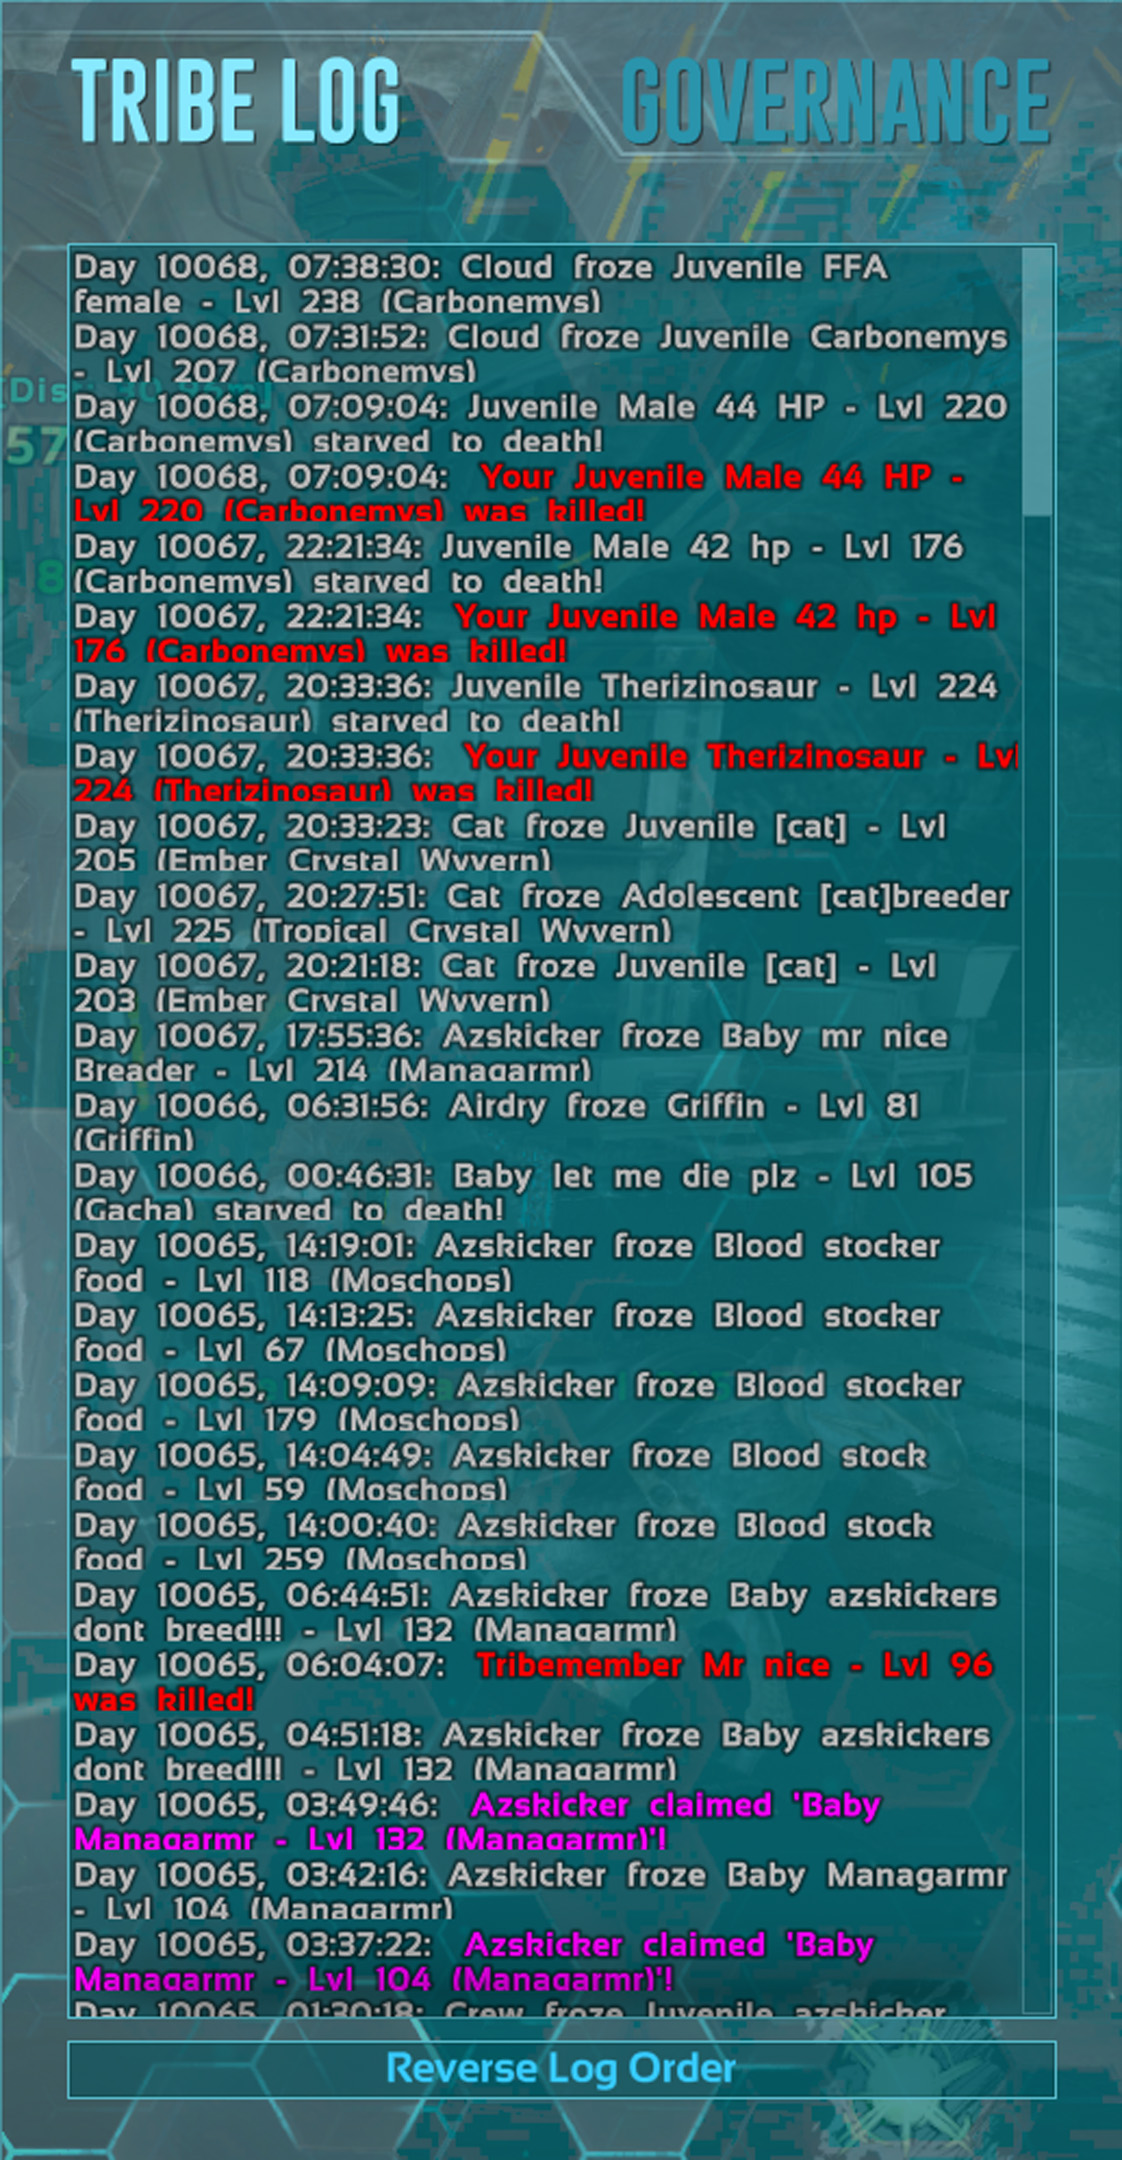 TRIBE LOG GOVERNANCE
Day 10068, 07:38:30: Cloud froze Juvenile FFA
female - Lvl 238 (Carbonemys)
Day 10068, 07:31:52: Cloud froze Juvenile Carbonemys
- Lvl 207 (Carbonemys)
Day 10068, 07:09:04: Juvenile Male 44 HP - Lvl 220
(Carbonemys) starved to death!
Day 10068, 07:09:04: Your Juvenile Male 44 HP -
Lvl 220 (Carbonemys) was killed!
Day 10067, 22:21:34: Juvenile Male 42 hp - Lvl 176
(Carbonemys) starved to death!
Day 10067, 22:21:34: Your Juvenile Male 42 hp - Lvl
176 (Carbonemys) was killed!
Day 10067, 20:33:36: Juvenile Therizinosaur - Lvl 224
(Therizinosaur) starved to death!
Day 10067, 20:33:36: Your Juvenile Therizinosaur - Lvl
224 (Therizinosaur) was killed!
Day 10067, 20:33:23: Cat froze Juvenile [cat] - Lvl
205 (Ember Crystal Wyvern)
Day 10067, 20:27:51: Cat froze Adolescent [cat]breeder
- Lvl 225 (Tropical Crystal Wyvern)
Day 10067, 20:21:18: Cat froze Juvenile [cat] - Lvl
203 (Ember Crystal Wyvern)
Day 10067, 17:55:36: Azskicker froze Baby mr nice
Breader - Lvl 214 (Managarmr)
Day 10066, 06:31:56: Airdry froze Griffin - Lvl 81
(Griffin)
Day 10066, 00:46:31: Baby let me die plz - Lvl 105
(Gacha) starved to death!
Day 10065, 14:19:01: Azskicker froze Blood stocker
food - Lvl 118 (Moschops)
Day 10065, 14:13:25: Azskicker froze Blood stocker
food - Lvl 67 (Moschops)
Day 10065, 14:09:09: Azskicker froze Blood stocker
food - Lvl 179 (Moschops)
Day 10065, 14:04:49: Azskicker froze Blood stock
food - Lvl 59 (Moschops)
Day 10065, 14:00:40: Azskicker froze Blood stock
food - Lvl 259 (Moschops)
Day 10065, 06:44:51: Azskicker froze Baby azskickers
dont breed!!! - Lvl 132 (Managarmr)
Day 10065, 06:04:07: Tribemember Mr nice - Lvl 96
was killed!
Day 10065, 04:51:18: Azskicker froze Baby azskickers
dont breed!!! - Lvl 132 (Managarmr)
Day 10065, 03:49:46: Azskicker claimed 'Baby
Managarmr - Lvl 132 (Managarmr)'!
Day 10065, 03:42:16: Azskicker froze Baby Managarmr
- Lvl 104 (Managarmr)
Day 10065, 03:37:22: Azskicker claimed 'Baby
Managarmr - Lvl 104 (Managarmr)'!
Day 10065, 01:30:18: Crew froze Juvenile azskicker
Reverse Log Order